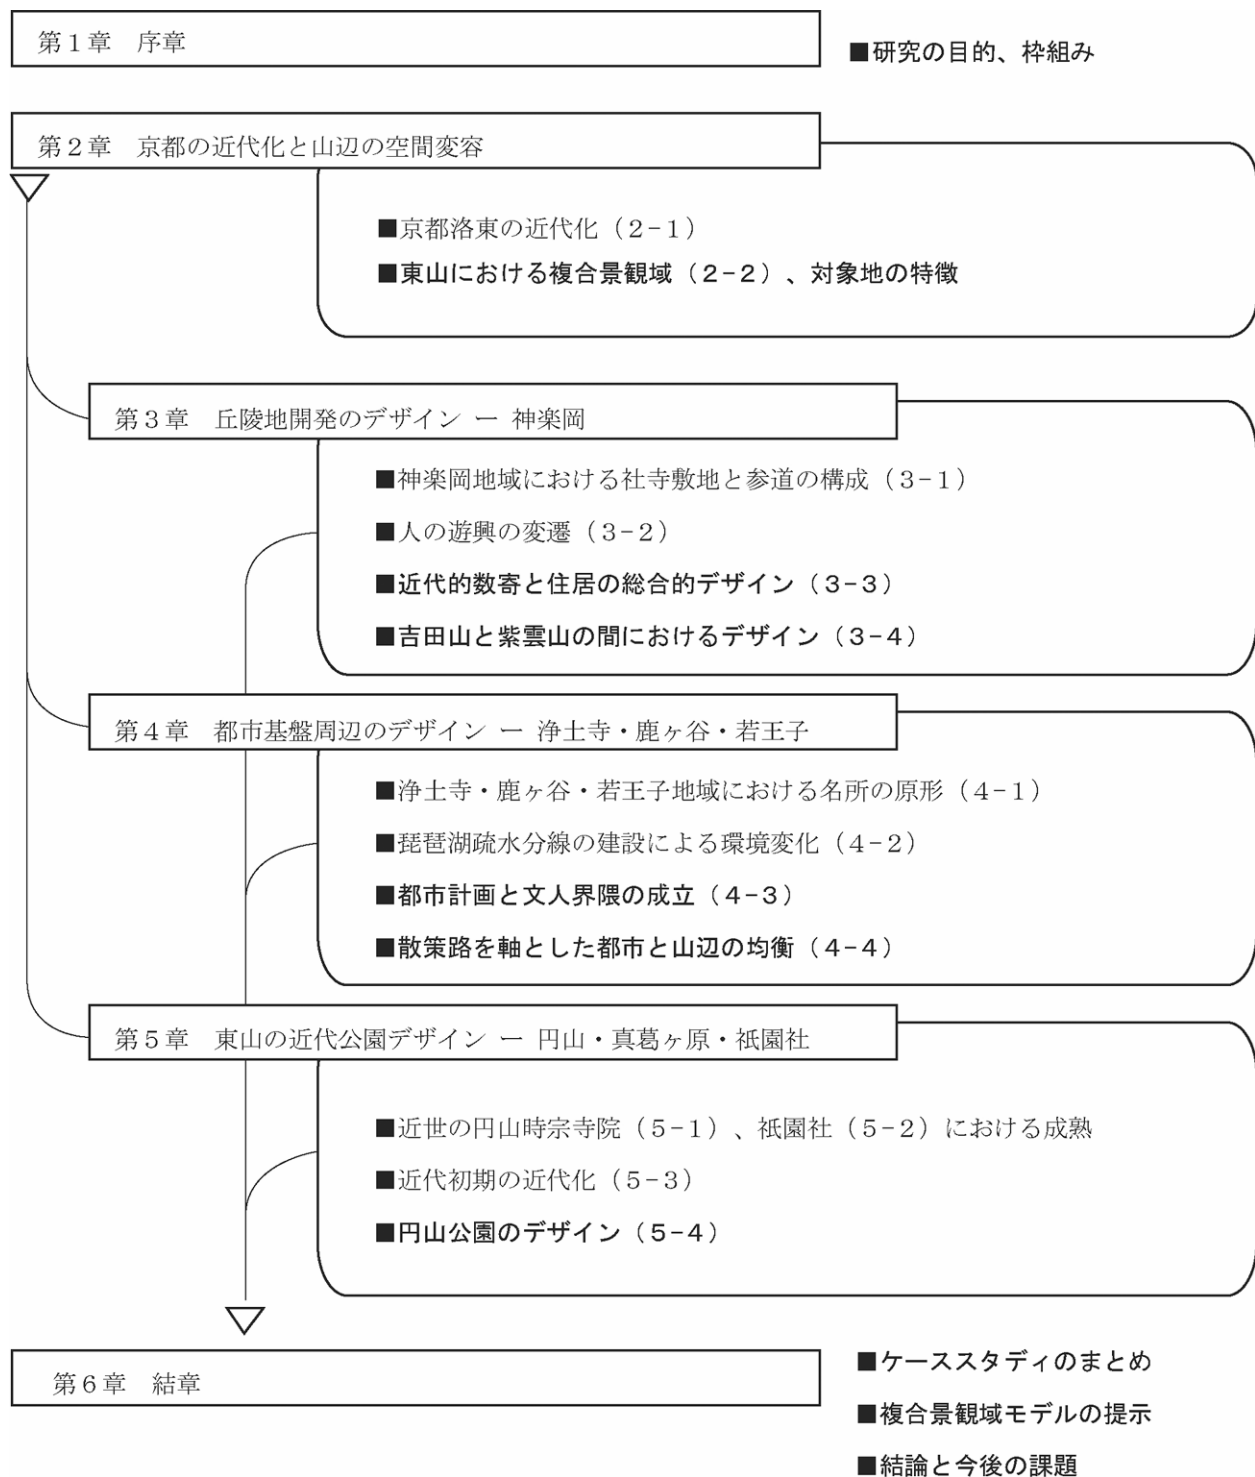 第１章　序章
■研究の目的、枠組み
第２章　京都の近代化と山辺の空間変容
■京都洛東の近代化（２−１）
■東山における複合景観域（２−２）、対象地の特徴
第３章　丘陵地開発のデザイン ー 神楽岡
■神楽岡地域における社寺敷地と参道の構成（３−１）
■人の遊興の変遷（３−２）
■近代的数寄と住居の総合的デザイン（３−３）
■吉田山と紫雲山の間におけるデザイン（３−４）
第４章　都市基盤周辺のデザイン ー 浄土寺・鹿ヶ谷・若王子
■浄土寺・鹿ヶ谷・若王子地域における名所の原形（４−１）
■琵琶湖疏水分線の建設による環境変化（４−２）
■都市計画と文人界隈の成立（４−３）
■散策路を軸とした都市と山辺の均衡（４−４）
第５章　東山の近代公園デザイン ー 円山・真葛ヶ原・祇園社
■近世の円山時宗寺院（５−１）、祇園社（５−２）における成熟
■近代初期の近代化（５−３）
■円山公園のデザイン（５−４）
第６章　結章
■ケーススタディのまとめ
■複合景観域モデルの提示
■結論と今後の課題